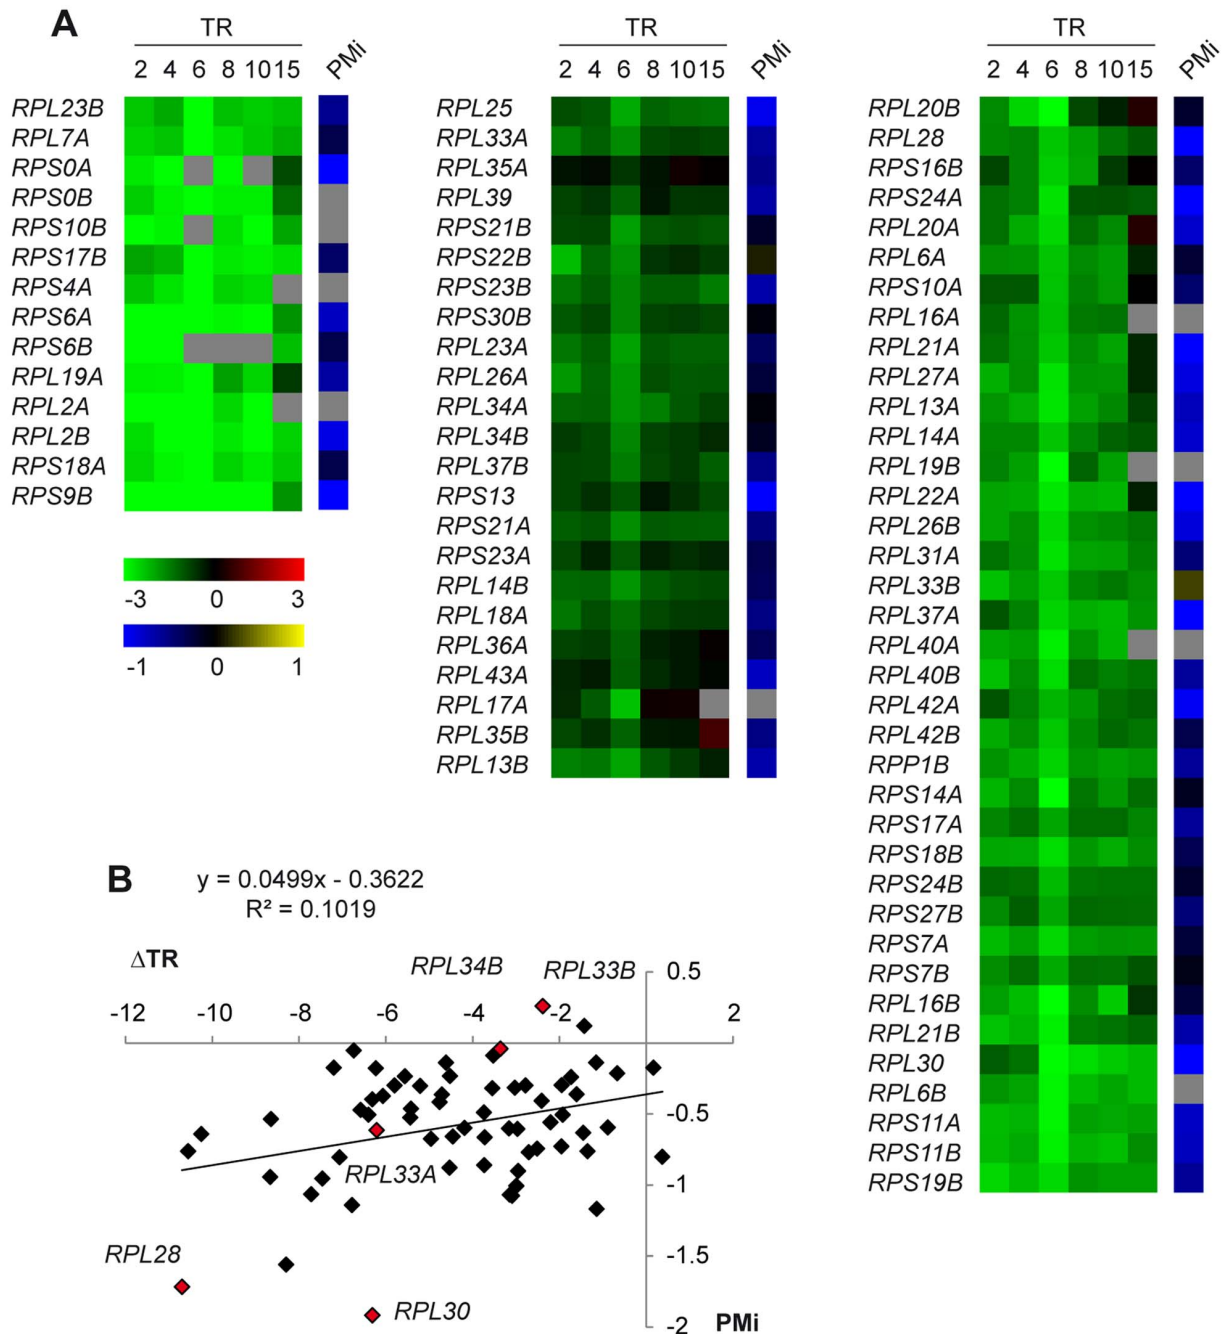 A
TR
2 4 6 8 10 15 PMi
RPL23B
RPL7A
RPS0A
RPS0B
RPS10B
RPS17B
RPS4A
RPS6A
RPS6B
RPL19A
RPL2A
RPL2B
RPS18A
RPS9B
-3 0 3
-1 0 1
TR
2 4 6 8 10 15 PMi
RPL25
RPL33A
RPL35A
RPL39
RPS21B
RPS22B
RPS23B
RPS30B
RPL23A
RPL26A
RPL34A
RPL34B
RPL37B
RPS13
RPS21A
RPS23A
RPL14B
RPL18A
RPL36A
RPL43A
RPL17A
RPL35B
RPL13B
TR
2 4 6 8 10 15 PMi
RPL20B
RPL28
RPS16B
RPS24A
RPL20A
RPL6A
RPS10A
RPL16A
RPL21A
RPL27A
RPL13A
RPL14A
RPL19B
RPL22A
RPL26B
RPL31A
RPL33B
RPL37A
RPL40A
RPL40B
RPL42A
RPL42B
RPP1B
RPS14A
RPS17A
RPS18B
RPS24B
RPS27B
RPS7A
RPS7B
RPL16B
RPL21B
RPL30
RPL6B
RPS11A
RPS11B
RPS19B
B
y = 0.0499x - 0.3622
R² = 0.1019
ΔTR
RPL34B RPL33B 0.5
-12 -10 -8 -6 -4 -2 2
-0.5
RPL33A
-1
RPL28
-1.5
RPL30
-2
PMi